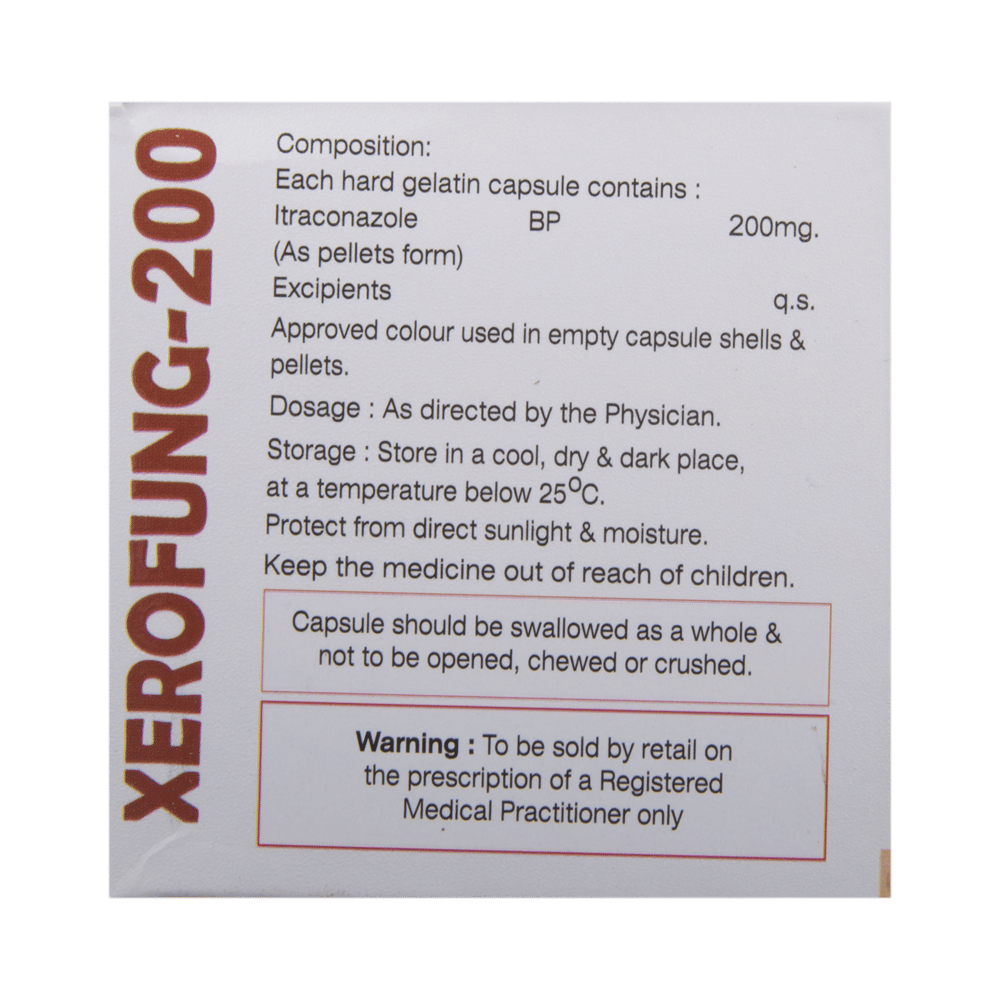 XEROFUNG-200
Composition:
Each hard gelatin capsule contains :
Itraconazole BP 200mg.
(As pellets form)
Excipients q.s.
Approved colour used in empty capsule shells &
pellets.
Dosage : As directed by the Physician.
Storage : Store in a cool, dry & dark place,
at a temperature below 25⁰C.
Protect from direct sunlight & moisture.
Keep the medicine out of reach of children.
Capsule should be swallowed as a whole &
not to be opened, chewed or crushed.
Warning : To be sold by retail on
the prescription of a Registered
Medical Practitioner only